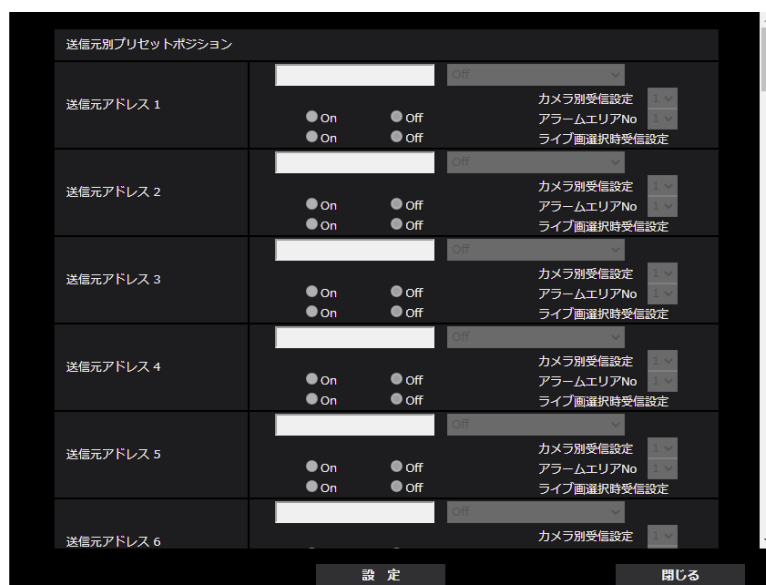 送信元別プリセットポジション
Off
カメラ別受信設定 1
送信元アドレス 1
On Off アラームエリアNo 1
On Off ライブ画選択時受信設定
Off
カメラ別受信設定 1
送信元アドレス 2
On Off アラームエリアNo 1
On Off ライブ画選択時受信設定
Off
カメラ別受信設定 1
送信元アドレス 3
On Off アラームエリアNo 1
On Off ライブ画選択時受信設定
Off
カメラ別受信設定 1
送信元アドレス 4
On Off アラームエリアNo 1
On Off ライブ画選択時受信設定
Off
カメラ別受信設定 1
送信元アドレス 5
On Off アラームエリアNo 1
On Off ライブ画選択時受信設定
Off
カメラ別受信設定 1
送信元アドレス 6
設 定 閉じる